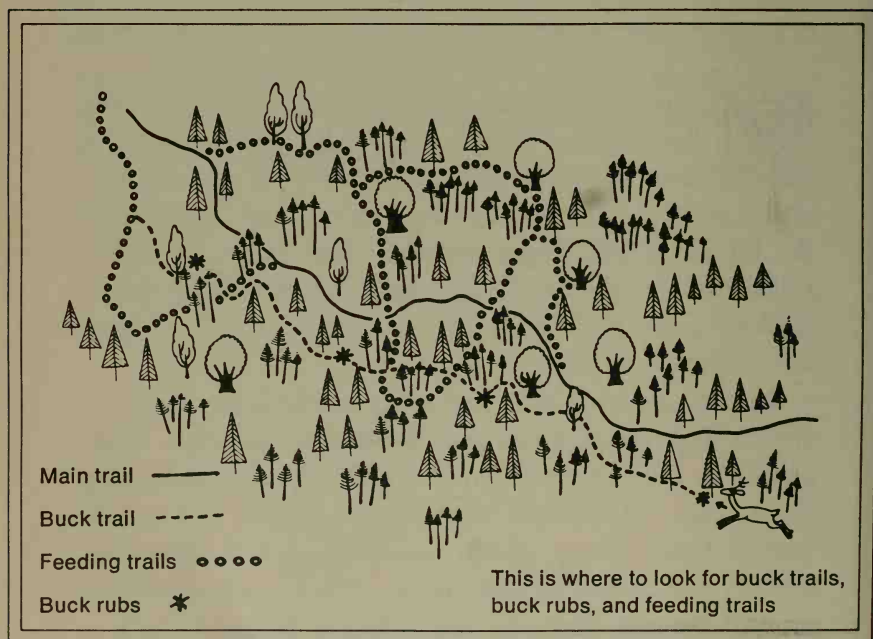 Main trail
Buck trail
Feeding trails
Buck rubs
This is where to look for buck trails,
buck rubs, and feeding trails